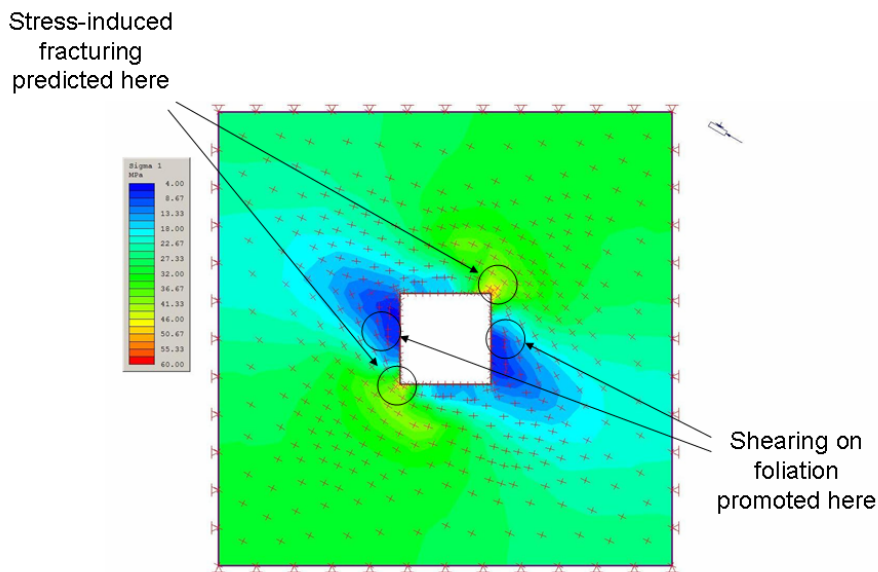 Stress-induced
fracturing
predicted here
Sigma 1
MPa
4.00
8.67
13.33
18.00
22.67
27.33
32.00
36.67
41.33
46.00
50.67
55.33
60.00
Shearing on
foliation
promoted here